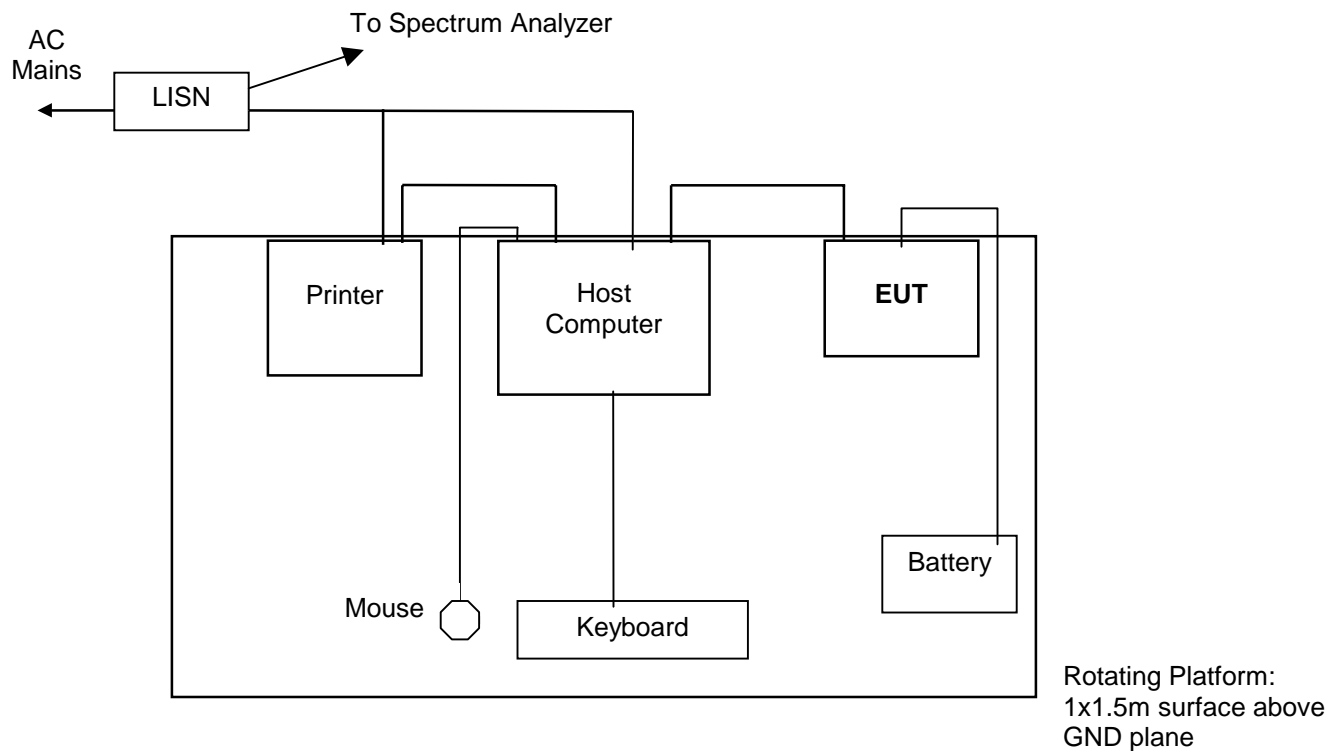 To Spectrum Analyzer
AC
Mains
LISN
Printer
Host
Computer
EUT
Battery
Mouse
Keyboard
Rotating Platform:
1x1.5m surface above
GND plane